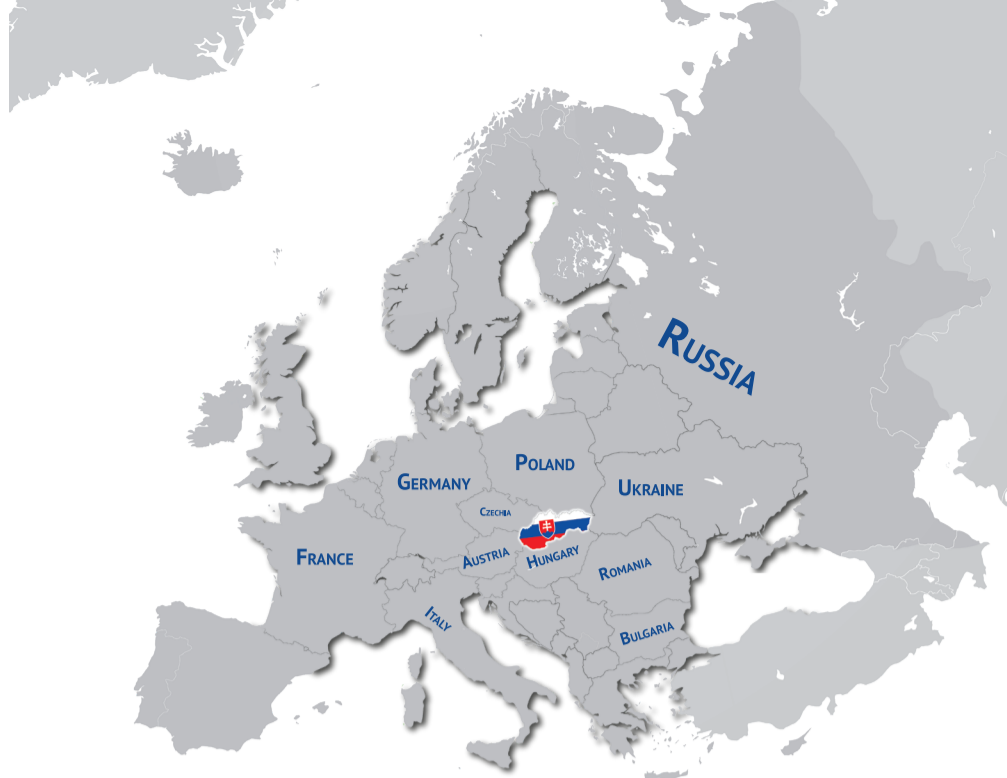 RUSSIA
POLAND
GERMANY
UKRAINE
CZECHIA
AUSTRIA
HUNGARY
FRANCE
ROMANIA
ITALY
BULGARIA